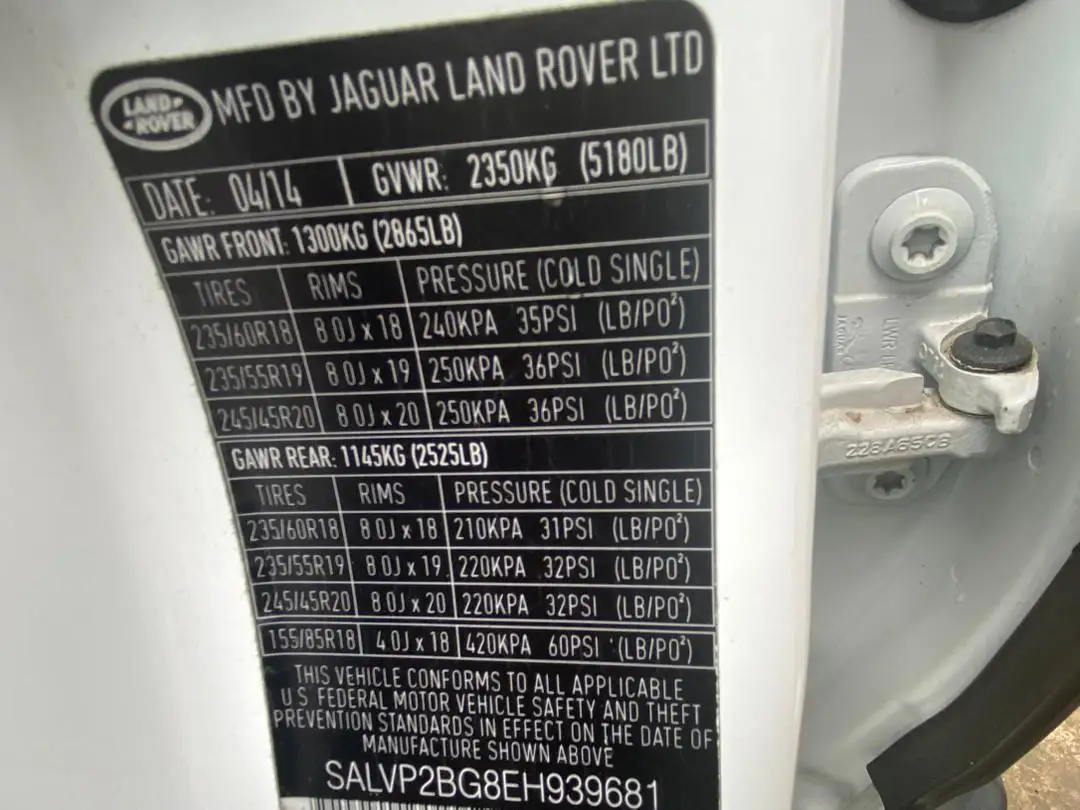 LAND-
-ROVER
MFD BY JAGUAR LAND ROVER LTD
DATE: 04/14 GVWR: 2350KG (5180LB)
GAWR FRONT: 1300KG (2865LB)
TIRES RIMS PRESSURE (COLD SINGLE)
235/60R18 8.0J x 18 240KPA 35PSI (LB/PO²)
235/55R19 8.0J x 19 250KPA 36PSI (LB/PO²)
245/45R20 8.0J x 20 250KPA 36PSI (LB/PO²)
GAWR REAR: 1145KG (2525LB)
TIRES RIMS PRESSURE (COLD SINGLE)
235/60R18 8.0J x 18 210KPA 31PSI (LB/PO²)
235/55R19 8.0J x 19 220KPA 32PSI (LB/PO²)
245/45R20 8.0J x 20 220KPA 32PSI (LB/PO²)
155/85R18 4.0J x 18 420KPA 60PSI (LB/PO²)
THIS VEHICLE CONFORMS TO ALL APPLICABLE
U.S. FEDERAL MOTOR VEHICLE SAFETY AND THEFT
PREVENTION STANDARDS IN EFFECT ON THE DATE OF
MANUFACTURE SHOWN ABOVE
SALVP2BG8EH939681